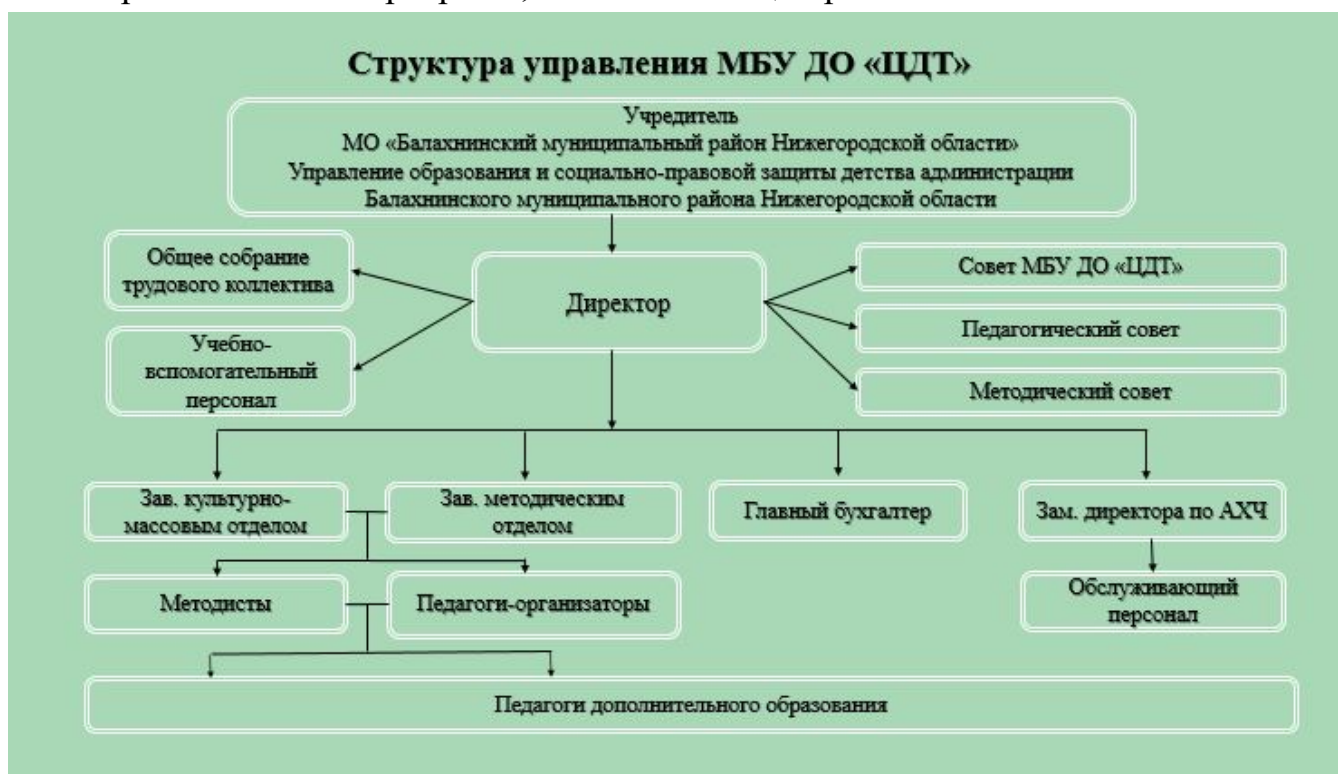 Структура управления МБУ ДО «ЦДТ»
Учредитель
МО «Балахнинский муниципальный район Нижегородской области»
Управление образования и социально-правовой защиты детства администрации
Балахнинского муниципального района Нижегородской области
Общее собрание
трудового коллектива
Директор
Совет МБУ ДО «ЦДТ»
Педагогический совет
Учебно-
вспомогательный
персонал
Методический совет
Зав. культурно-
массовым отделом
Зав. методическим
отделом
Главный бухгалтер
Зам. директора по АХЧ
Методисты
Педагоги-организаторы
Обслуживающий
персонал
Педагоги дополнительного образования